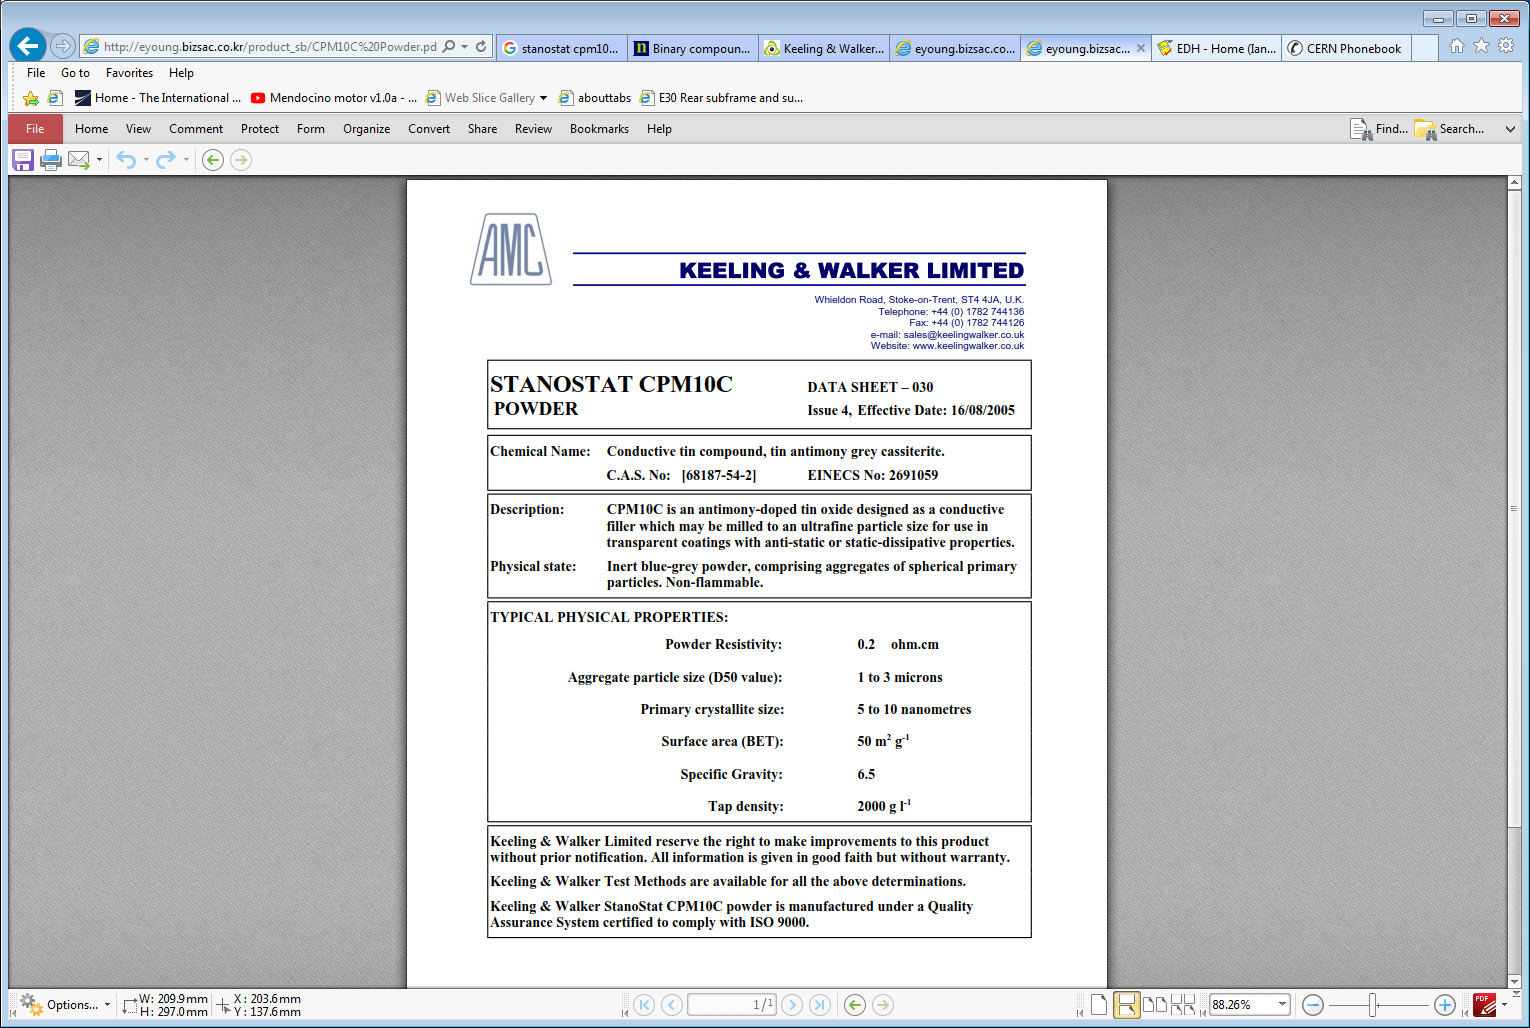 http://eyoung.bizsac.co.kr/product_sb/CPM10C%20Powder.pd
stanostat cpm10...
Binary compoun...
Keeling & Walker...
eyoung.bizsac.co...
eyoung.bizsac...
EDH - Home (Ian...
CERN Phonebook
File Go to Favorites Help
Home - The International ... Mendocino motor v1.0a - ... Web Slice Gallery abouttabs E30 Rear subframe and su...
File Home View Comment Protect Form Organize Convert Share Review Bookmarks Help Find... Search...
AMC
KEELING & WALKER LIMITED
Whieldon Road, Stoke-on-Trent, ST4 4JA, U.K.
Telephone: +44 (0) 1782 744136
Fax: +44 (0) 1782 744126
e-mail: sales@keelingwalker.co.uk
Website: www.keelingwalker.co.uk
STANOSTAT CPM10C DATA SHEET – 030
POWDER Issue 4, Effective Date: 16/08/2005
Chemical Name: Conductive tin compound, tin antimony grey cassiterite.
C.A.S. No: [68187-54-2] EINECS No: 2691059
Description: CPM10C is an antimony-doped tin oxide designed as a conductive
filler which may be milled to an ultrafine particle size for use in
transparent coatings with anti-static or static-dissipative properties.
Physical state: Inert blue-grey powder, comprising aggregates of spherical primary
particles. Non-flammable.
TYPICAL PHYSICAL PROPERTIES:
Powder Resistivity: 0.2 ohm.cm
Aggregate particle size (D50 value): 1 to 3 microns
Primary crystallite size: 5 to 10 nanometres
Surface area (BET): 50 m² g⁻¹
Specific Gravity: 6.5
Tap density: 2000 g l⁻¹
Keeling & Walker Limited reserve the right to make improvements to this product
without prior notification. All information is given in good faith but without warranty.
Keeling & Walker Test Methods are available for all the above determinations.
Keeling & Walker StanoStat CPM10C powder is manufactured under a Quality
Assurance System certified to comply with ISO 9000.
Options... W: 209.9mm X : 203.6mm 1/1 88.26% PDF
H: 297.0mm Y : 137.6mm